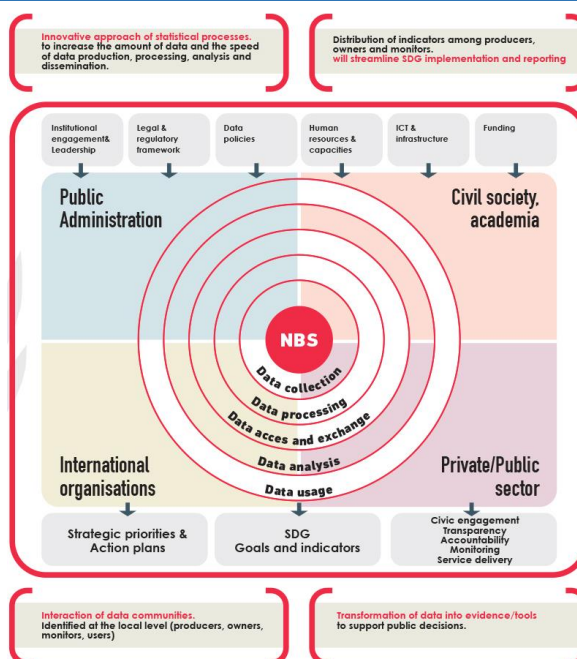 Innovative approach of statistical processes.
to increase the amount of data and the speed
of data production, processing, analysis and
dissemination.
Distribution of indicators among producers,
owners and monitors.
will streamline SDG implementation and reporting
Institutional
engagement&
Leadership
Legal &
regulatory
framework
Data
policies
Human
resources &
capacities
ICT &
infrastructure
Funding
Public
Administration
Civil society,
academia
NBS
Data collection
Data processing
Data acces and exchange
Data analysis
Data usage
International
organisations
Private/Public
sector
Strategic priorities &
Action plans
SDG
Goals and indicators
Civic engagement
Transparency
Accountability
Monitoring
Service delivery
Interaction of data communities.
Identified at the local level (producers, owners,
monitors, users)
Transformation of data into evidence/tools
to support public decisions.